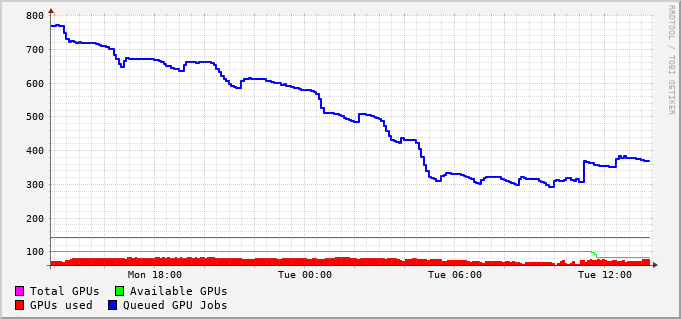 800
700
600
500
400
300
200
100
Mon 18:00 Tue 00:00 Tue 06:00 Tue 12:00
Total GPUs Available GPUs
GPUs used Queued GPU Jobs
RRDTOOL / TOBI OETIKER